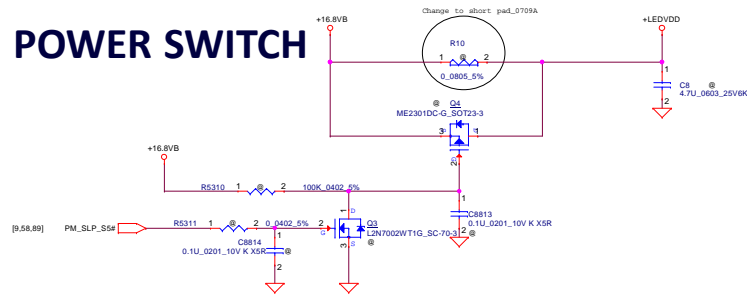 Change to short pad_0709A
+16.8VB
+LEDVDD
POWER SWITCH
R10
1 @ 2
0_0805_5%
1
C8 @
4.7U_0603_25V6K
2
@ Q4
ME2301DC-G_SOT23-3
3 S D 1
G
2
+16.8VB
R5310 1 @ 2 100K_0402_5%
1
C8813
0.1U_0201_10V K X5R
2 @
1 D
Q3
L2N7002WT1G_SC-70-3
@
[9,58,89] PM_SLP_S5# R5311 1 @ 2 0_0402_5% 2 G
3 S
1
C8814
0.1U_0201_10V K X5R @
2